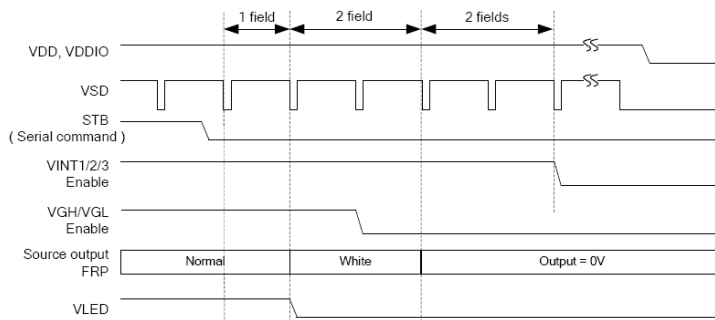 1 field
2 field
2 fields
VDD, VDDIO
VSD
STB
( Serial command )
VINT1/2/3
Enable
VGH/VGL
Enable
Source output
FRP
Normal
White
Output = 0V
VLED